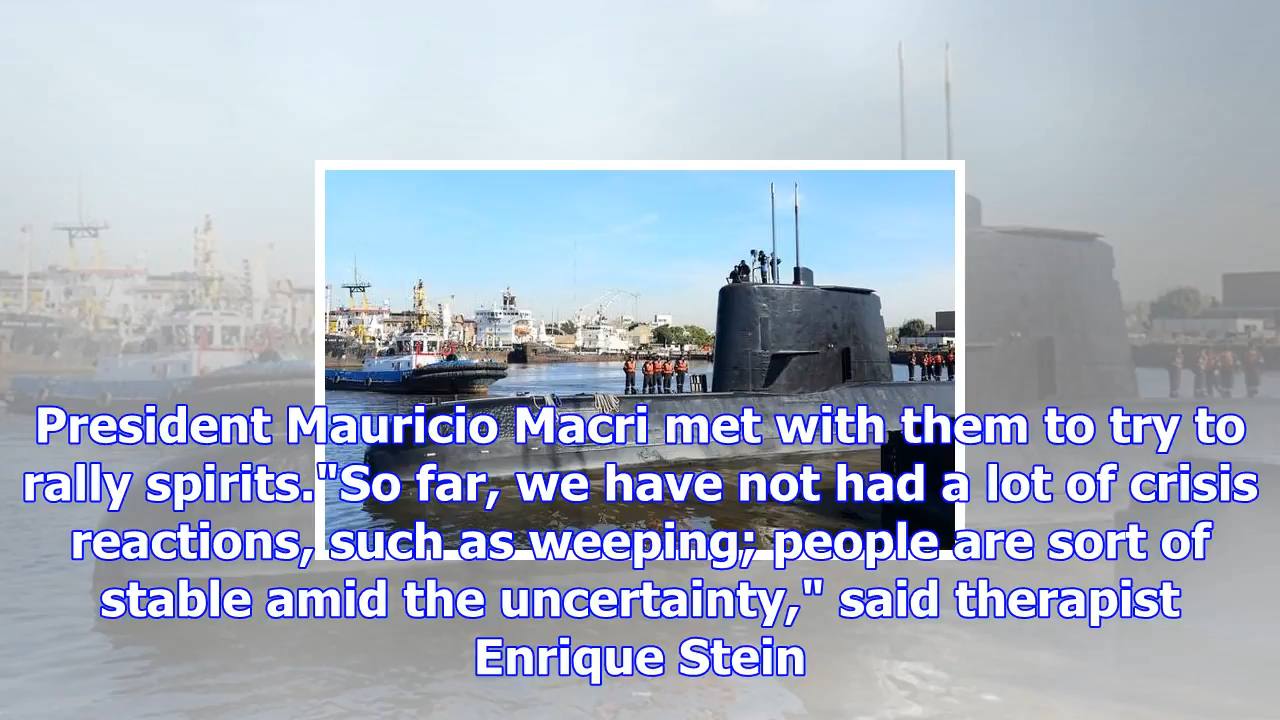 President Mauricio Macri met with them to try to
rally spirits."So far, we have not had a lot of crisis
reactions, such as weeping; people are sort of
stable amid the uncertainty," said therapist
Enrique Stein